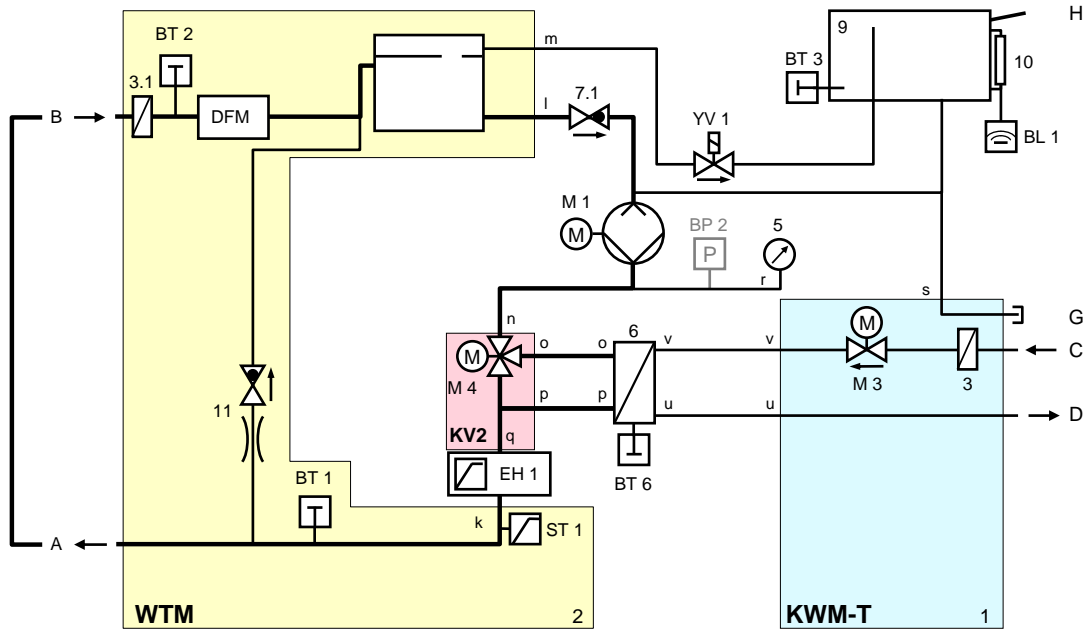 m
H
9
BT 2
BT 3
10
3.1
7.1
l
B
DFM
YV 1
BL 1
M 1
BP 2
5
M
P
r
s
n
G
M
6
o
o
v
v
C
M
M 4
M 3
3
11
p
p
u
u
D
KV2
q
EH 1
BT 1
BT 6
k
ST 1
A
WTM
2
KWM-T
1